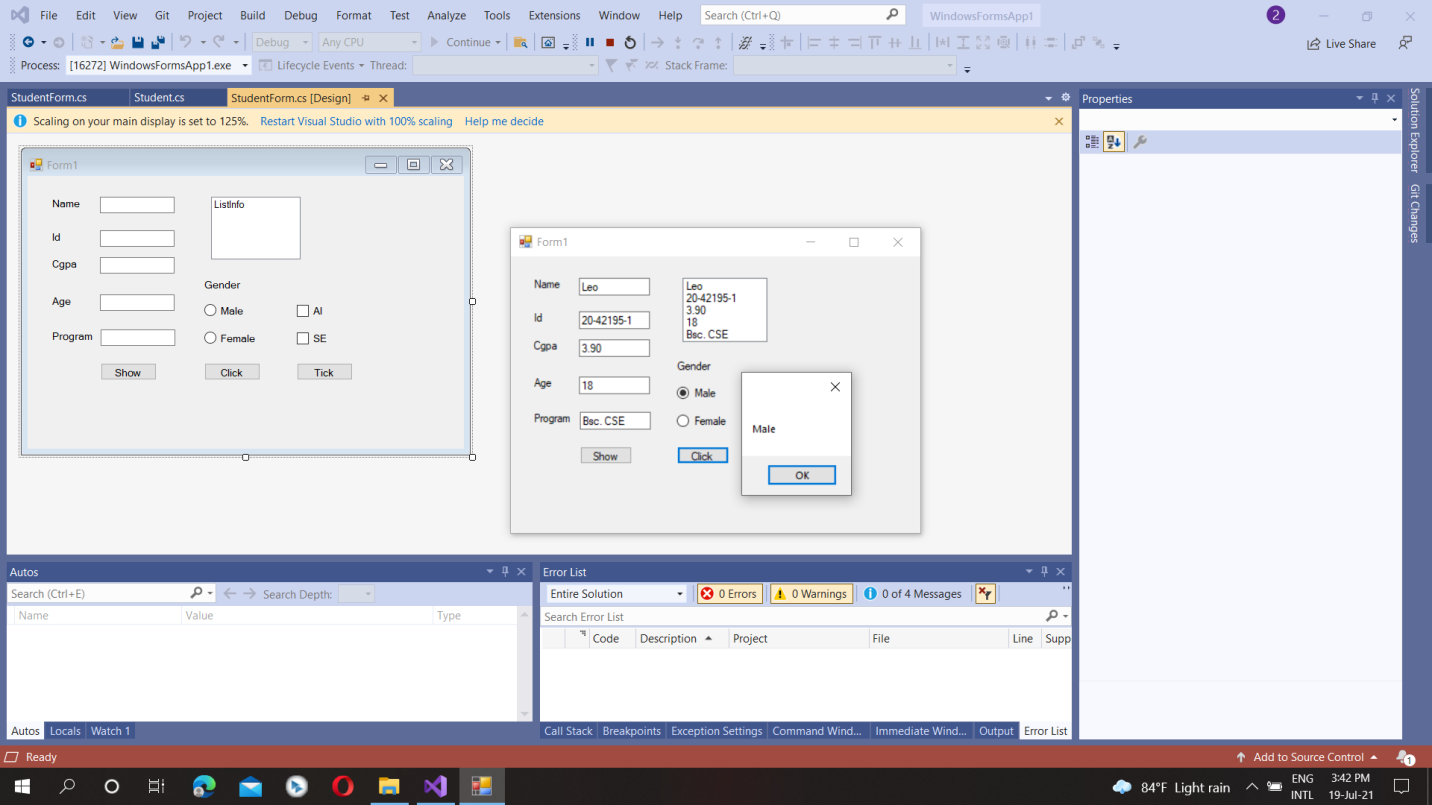 File Edit View Git Project Build Debug Format Test Analyze Tools Extensions Window Help Search (Ctrl+Q) WindowsFormsApp1 2
Debug Any CPU Continue Live Share
Process: [16272] WindowsFormsApp1.exe Lifecycle Events Thread: Stack Frame:
StudentForm.cs Student.cs StudentForm.cs [Design]
Scaling on your main display is set to 125%. Restart Visual Studio with 100% scaling Help me decide
Form1
Name
ListInfo
Id
Cgpa
Gender
Age
Male
AI
Program
Female
SE
Show Click Tick
Form1
Name Leo
Id 20-42195-1
Cgpa 3.90
Age 18
Program Bsc. CSE
Show
Leo
20-42195-1
3.90
18
Bsc. CSE
Gender
Male
Female
Click
Male
OK
Properties
Solution Explorer
Git Changes
Autos
Search (Ctrl+E) Search Depth:
Name Value Type
Autos Locals Watch 1
Error List
Entire Solution 0 Errors 0 Warnings 0 of 4 Messages
Search Error List
Code Description Project File Line Supp
Call Stack Breakpoints Exception Settings Command Wind... Immediate Wind... Output Error List
Ready Add to Source Control 1
84°F Light rain
ENG
INTL
3:42 PM
19-Jul-21